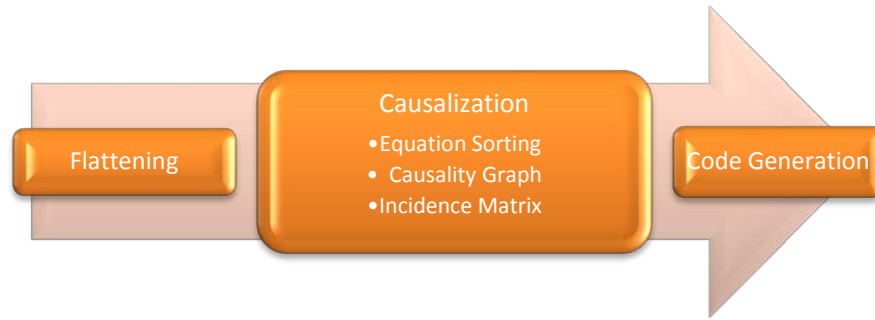 Flattening
Causalization
•Equation Sorting
• Causality Graph
•Incidence Matrix
Code Generation